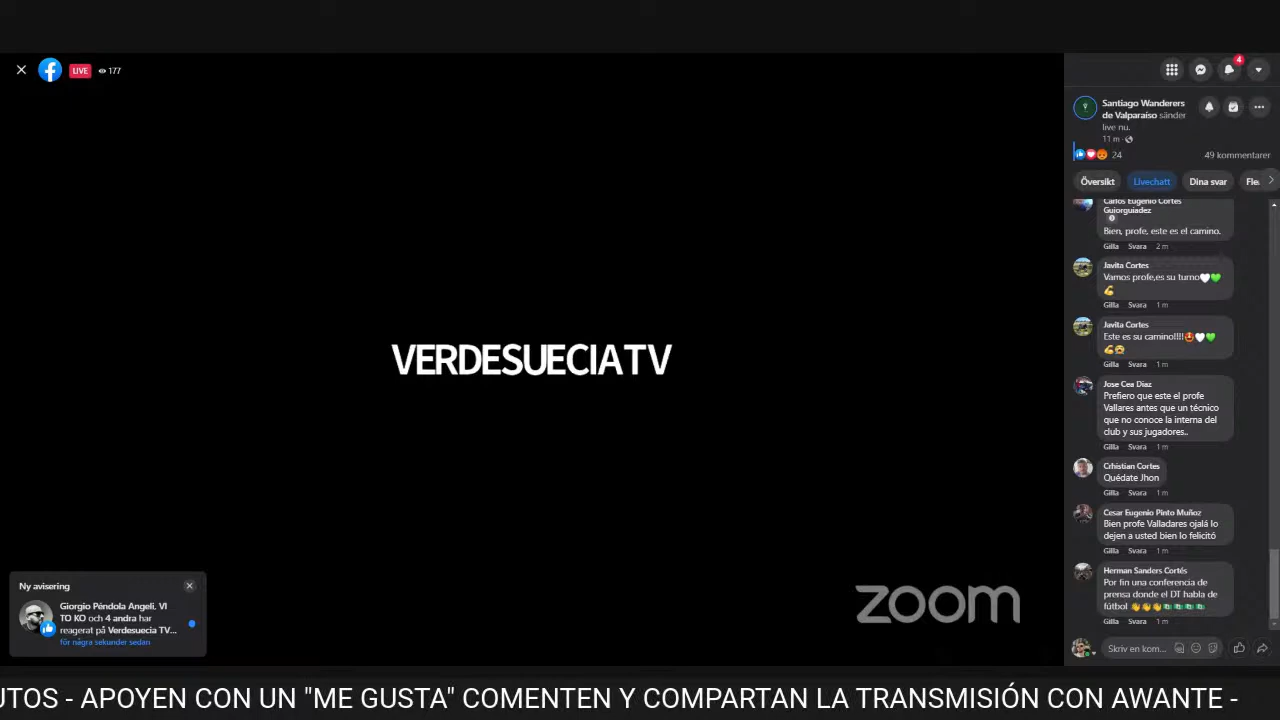 LIVE
177
4
Santiago Wanderers
de Valparaíso sänder
live nu.
11 m
24
49 kommentarer
Översikt
Livechatt
Dina svar
Carlos Eugenio Cortes
Guiorguiadez
Bien, profe, este es el camino.
Gilla Svara 2 m
Javita Cortes
Vamos profe,es su turno🤍💚
💪
Gilla Svara 1 m
Javita Cortes
Este es su camino!!!!🤩🤍💚
💪😭
Gilla Svara 1 m
Jose Cea Diaz
Prefiero que este el profe
Vallares antes que un técnico
que no conoce la interna del
club y sus jugadores..
Gilla Svara 1 m
Crhistian Cortes
Quédate Jhon
Gilla Svara 1 m
Cesar Eugenio Pinto Muñoz
Bien profe Valladares ojalá lo
dejen a usted bien lo felicitó
Gilla Svara 1 m
Herman Sanders Cortés
Por fin una conferencia de
prensa donde el DT habla de
fútbol 👏👏👏💵💵💵💵
Gilla Svara 1 m
Skriv en kom...
VERDESUECIA TV
zoom
Ny avisering
Giorgio Péndola Angeli, VI
TO KO och 4 andra har
reagerat på Verdesuecia TV...
för några sekunder sedan
UTOS - APOYEN CON UN "ME GUSTA" COMENTEN Y COMPARTAN LA TRANSMISIÓN CON AWANTE -